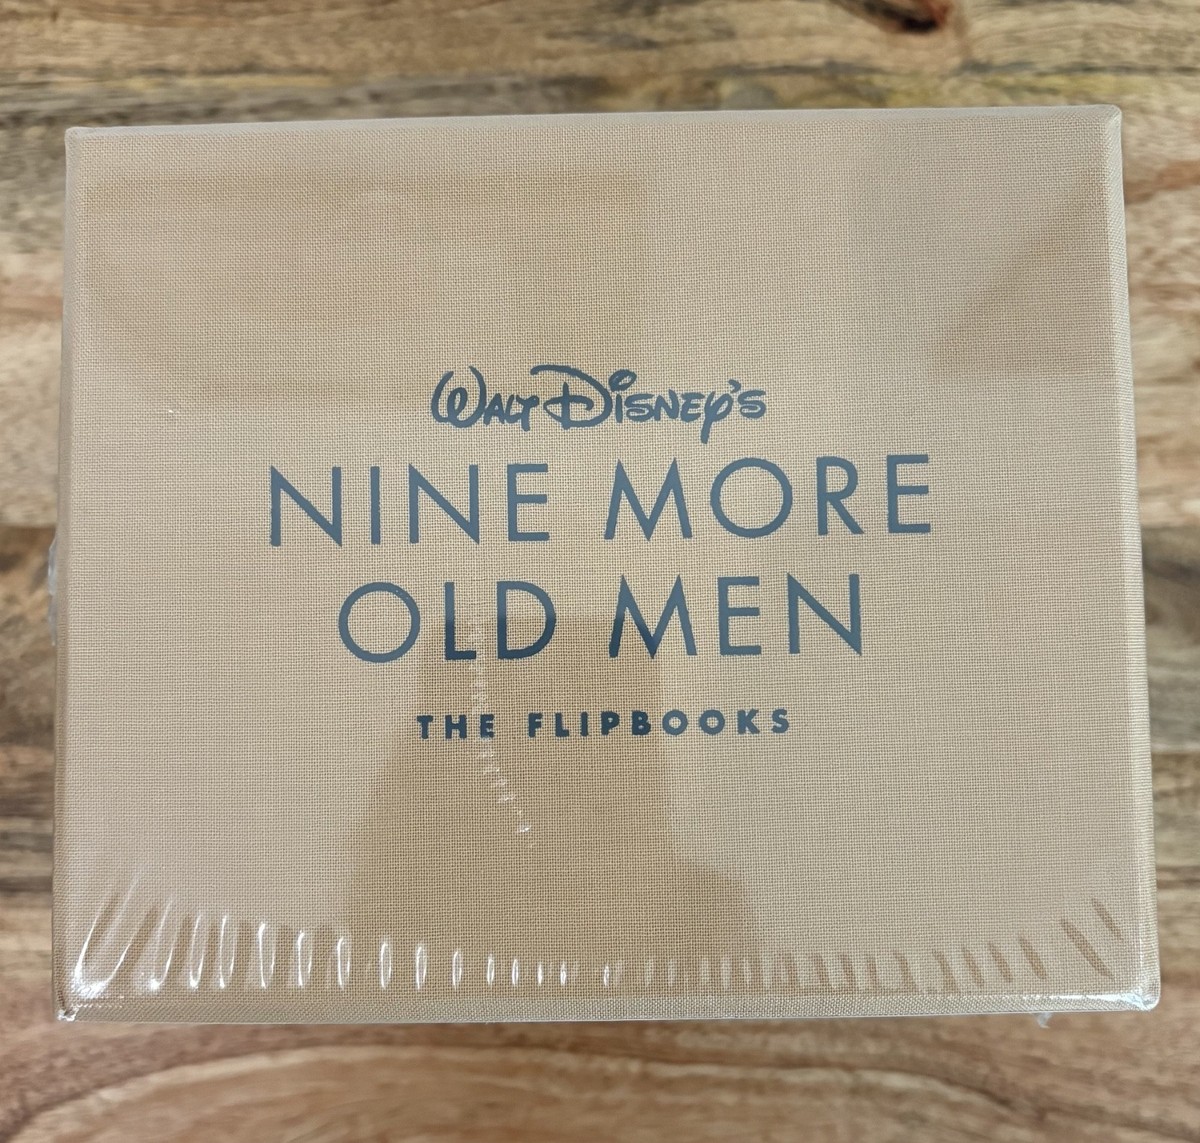 WALT DISNEY'S
NINE MORE
OLD MEN
THE FLIPBOOKS